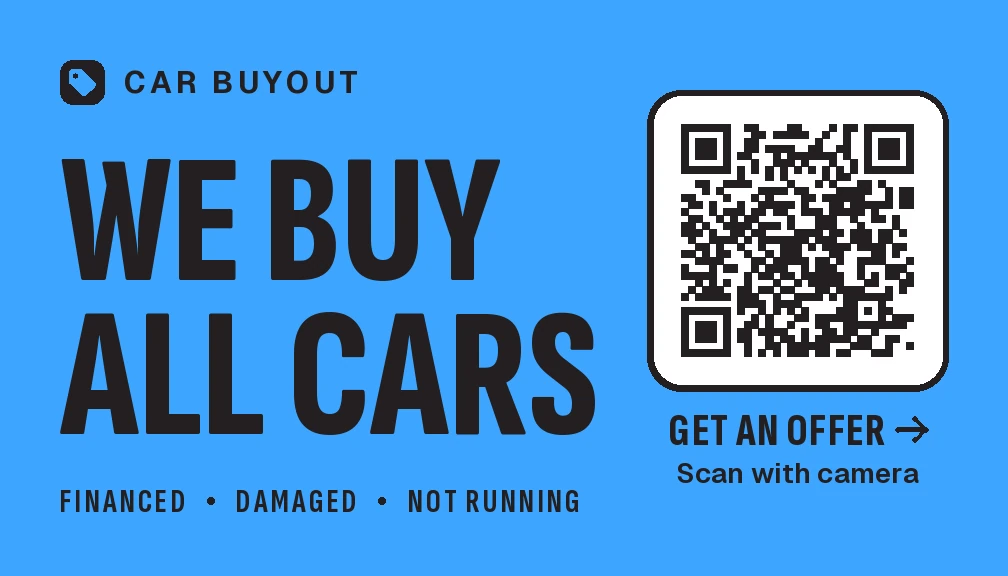 CAR BUYOUT
WE BUY
ALL CARS
FINANCED • DAMAGED • NOT RUNNING
GET AN OFFER →
Scan with camera